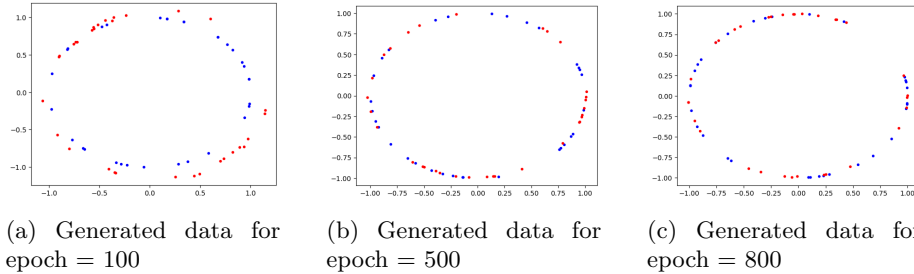 1.0
0.5
0.0
−0.5
−1.0
−1.0 −0.5 0.0 0.5 1.0
(a) Generated data for
epoch = 100
1.00
0.75
0.50
0.25
0.00
−0.25
−0.50
−0.75
−1.00
−1.00 −0.75 −0.50 −0.25 0.00 0.25 0.50 0.75 1.00
(b) Generated data for
epoch = 500
1.00
0.75
0.50
0.25
0.00
−0.25
−0.50
−0.75
−1.00
−1.00 −0.75 −0.50 −0.25 0.00 0.25 0.50 0.75 1.00
(c) Generated data for
epoch = 800